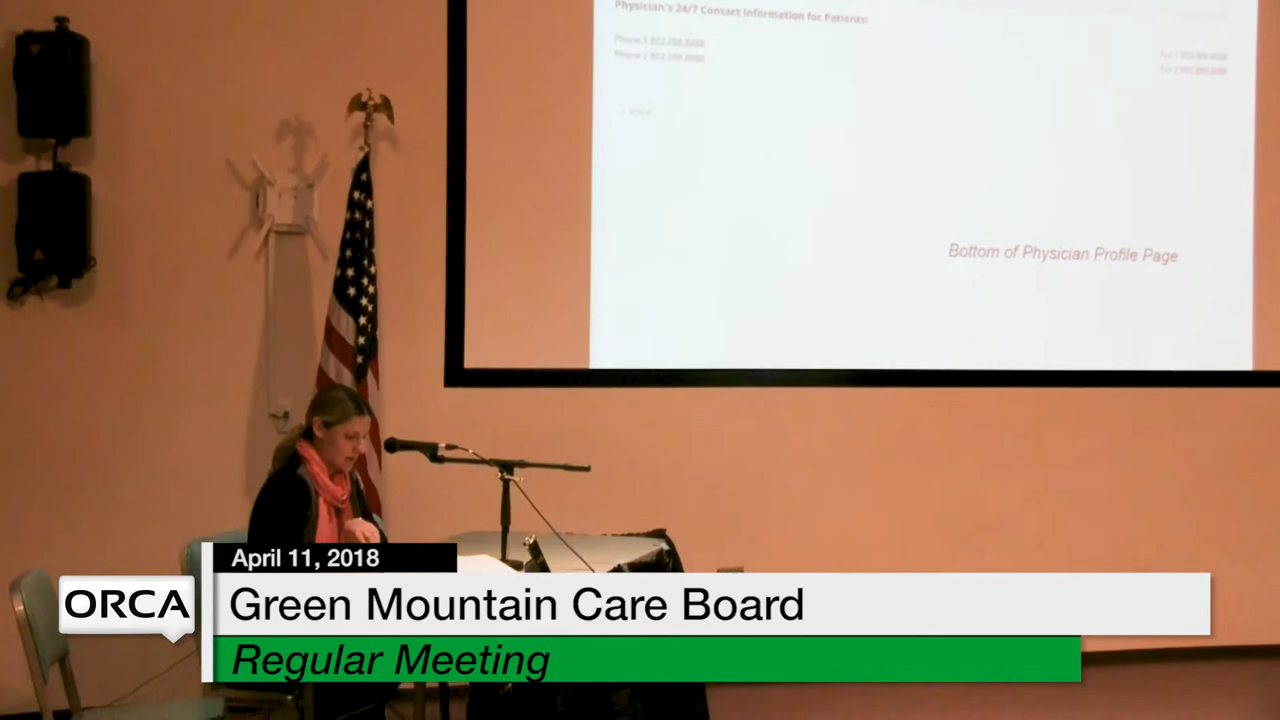 Physician's 24/7 Contact Information for Patients:
Bottom of Physician Profile Page
April 11, 2018
ORCA
Green Mountain Care Board
Regular Meeting